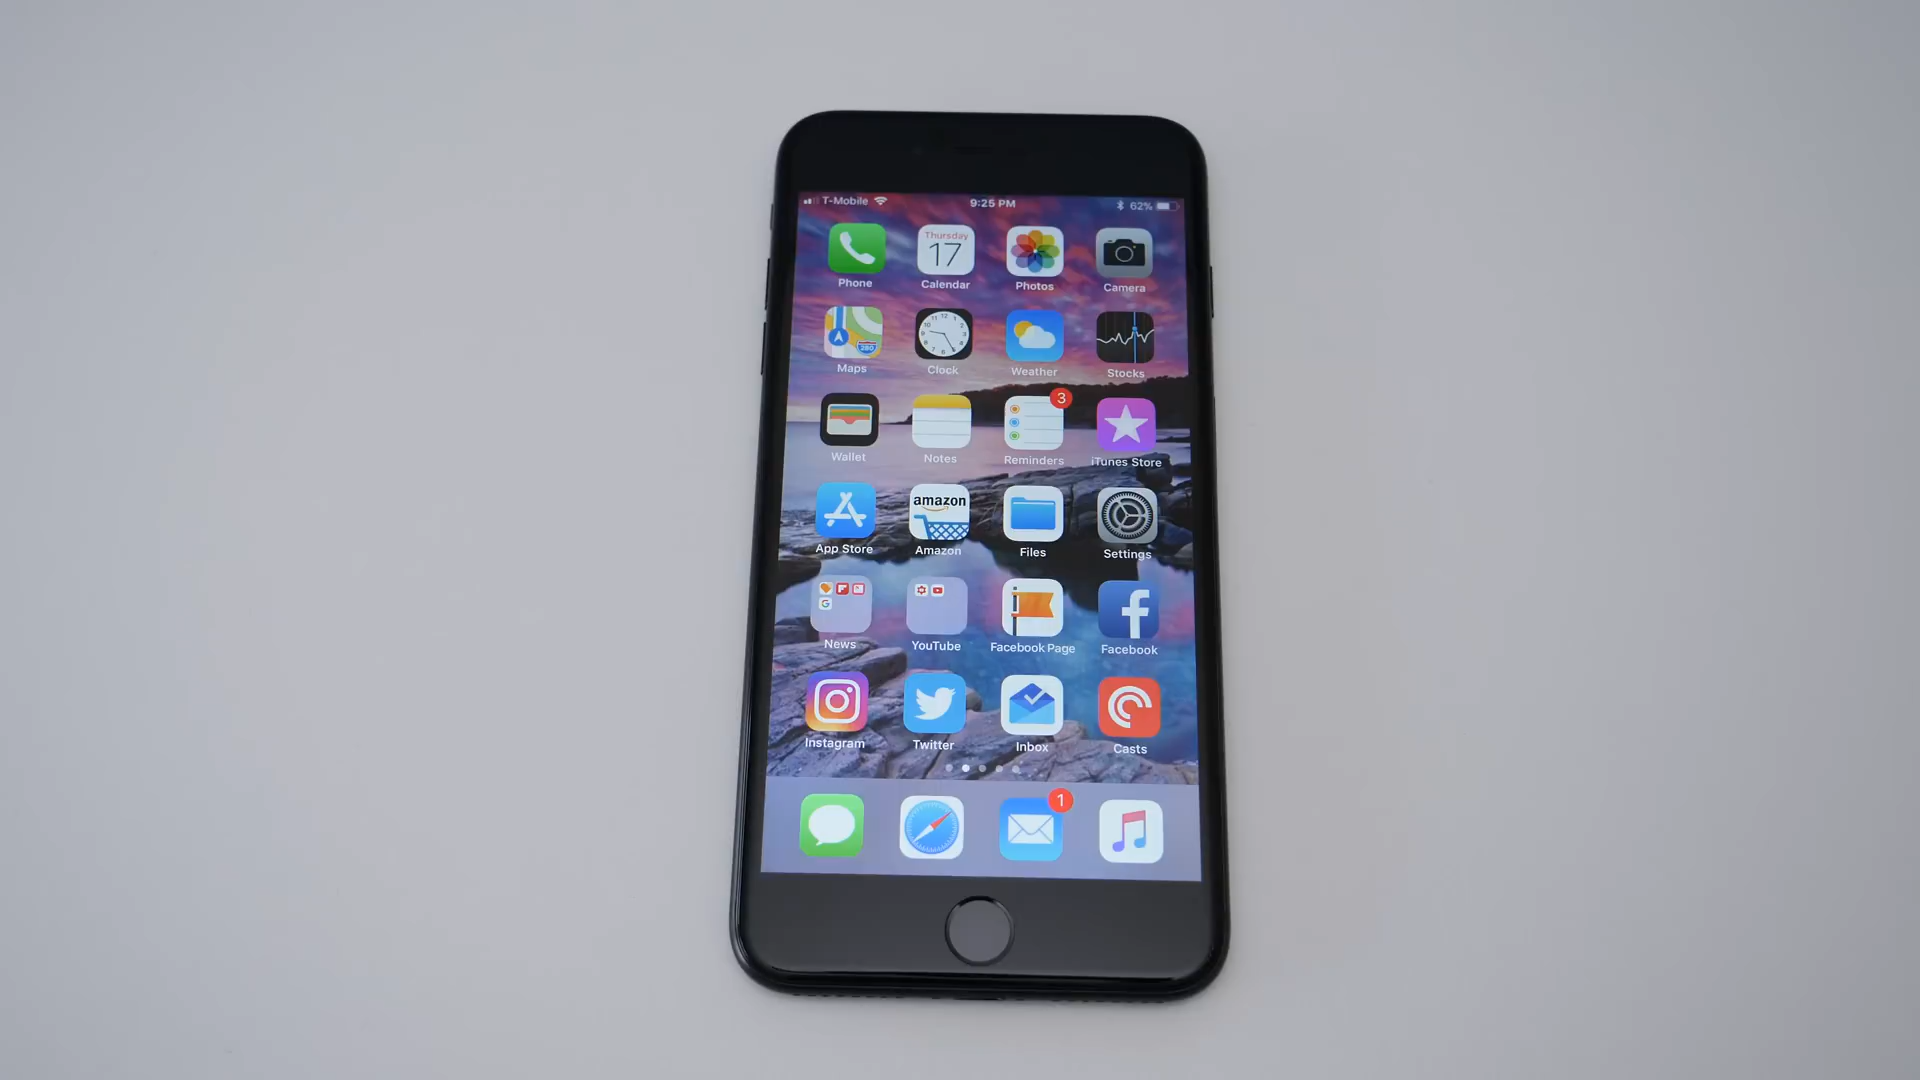 T-Mobile 9:25 PM 62%
Thursday
17
Phone Calendar Photos Camera
280
Maps Clock Weather Stocks
3
Wallet Notes Reminders iTunes Store
amazon
App Store Amazon Files Settings
News YouTube Facebook Page Facebook
Instagram Twitter Inbox Casts
1